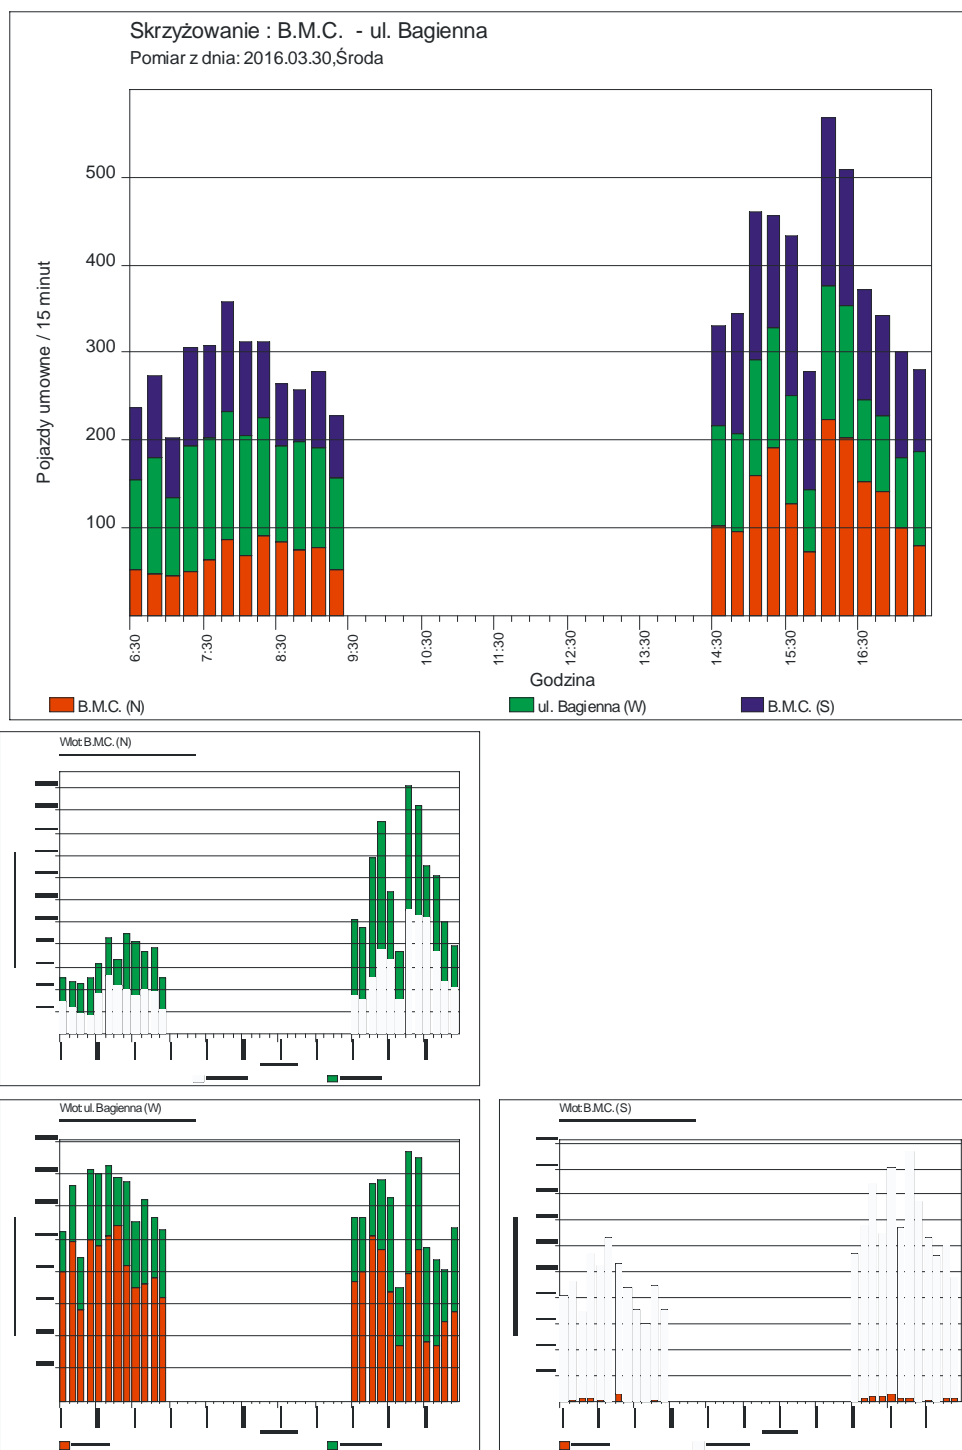 Skrzyżowanie : B.M.C. - ul. Bagienna
Pomiar z dnia: 2016.03.30,Środa
Pojazdy umowne / 15 minut
500
400
300
200
100
6:30
7:30
8:30
9:30
10:30
11:30
12:30
13:30
14:30
15:30
16:30
Godzina
B.M.C. (N)
ul. Bagienna (W)
B.M.C. (S)
Wlot B.M.C. (N)
Wlot ul. Bagienna (W)
Wlot B.M.C. (S)